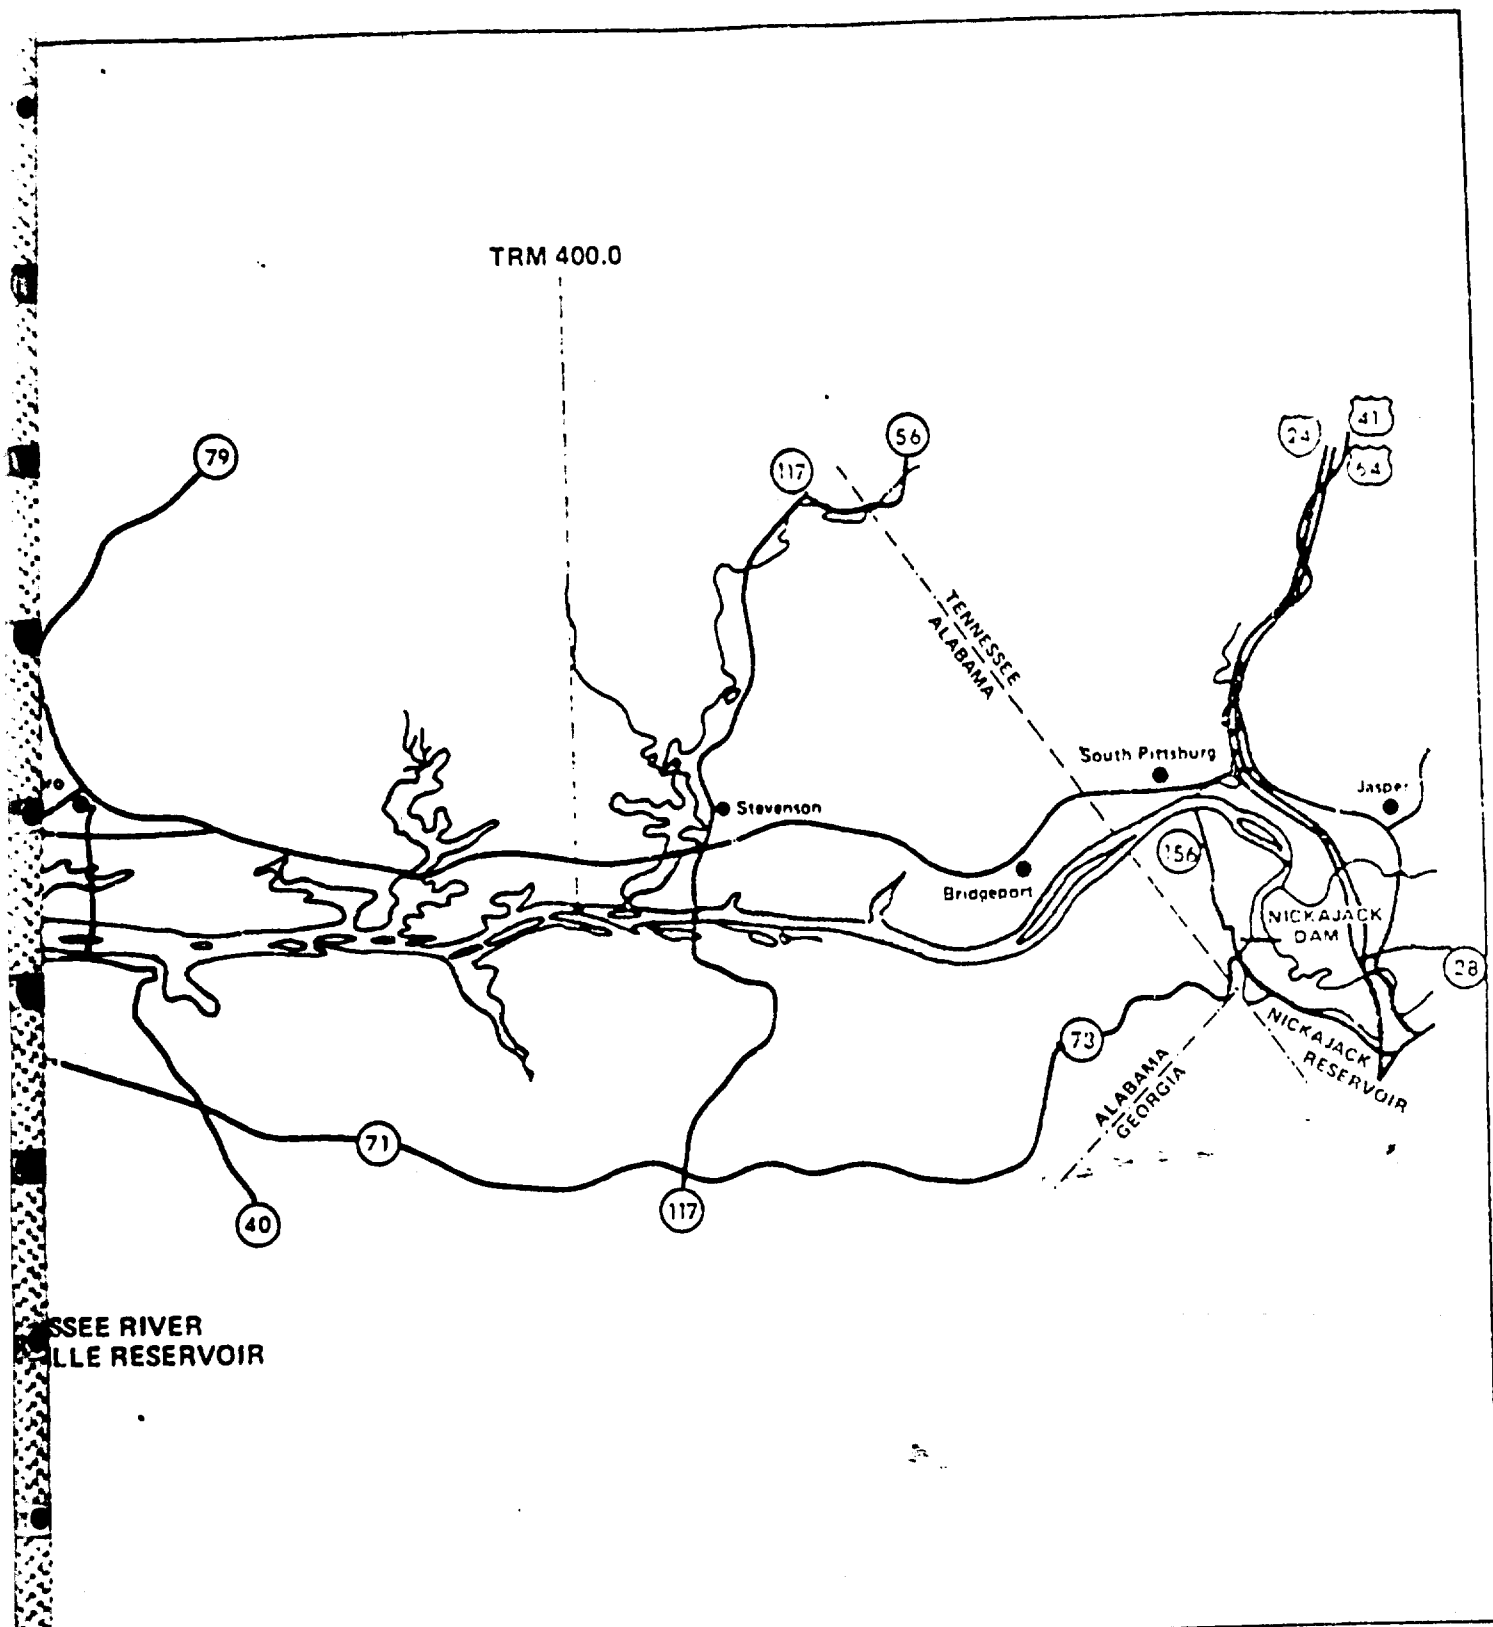 TRM 400.0
79
117
56
24
41
64
TENNESSEE
ALABAMA
South Pittsburg
Jasper
Stevenson
Bridgeport
156
NICKAJACK
DAM
28
73
NICKAJACK
RESERVOIR
ALABAMA
GEORGIA
71
40
117
SSEE RIVER
LLE RESERVOIR